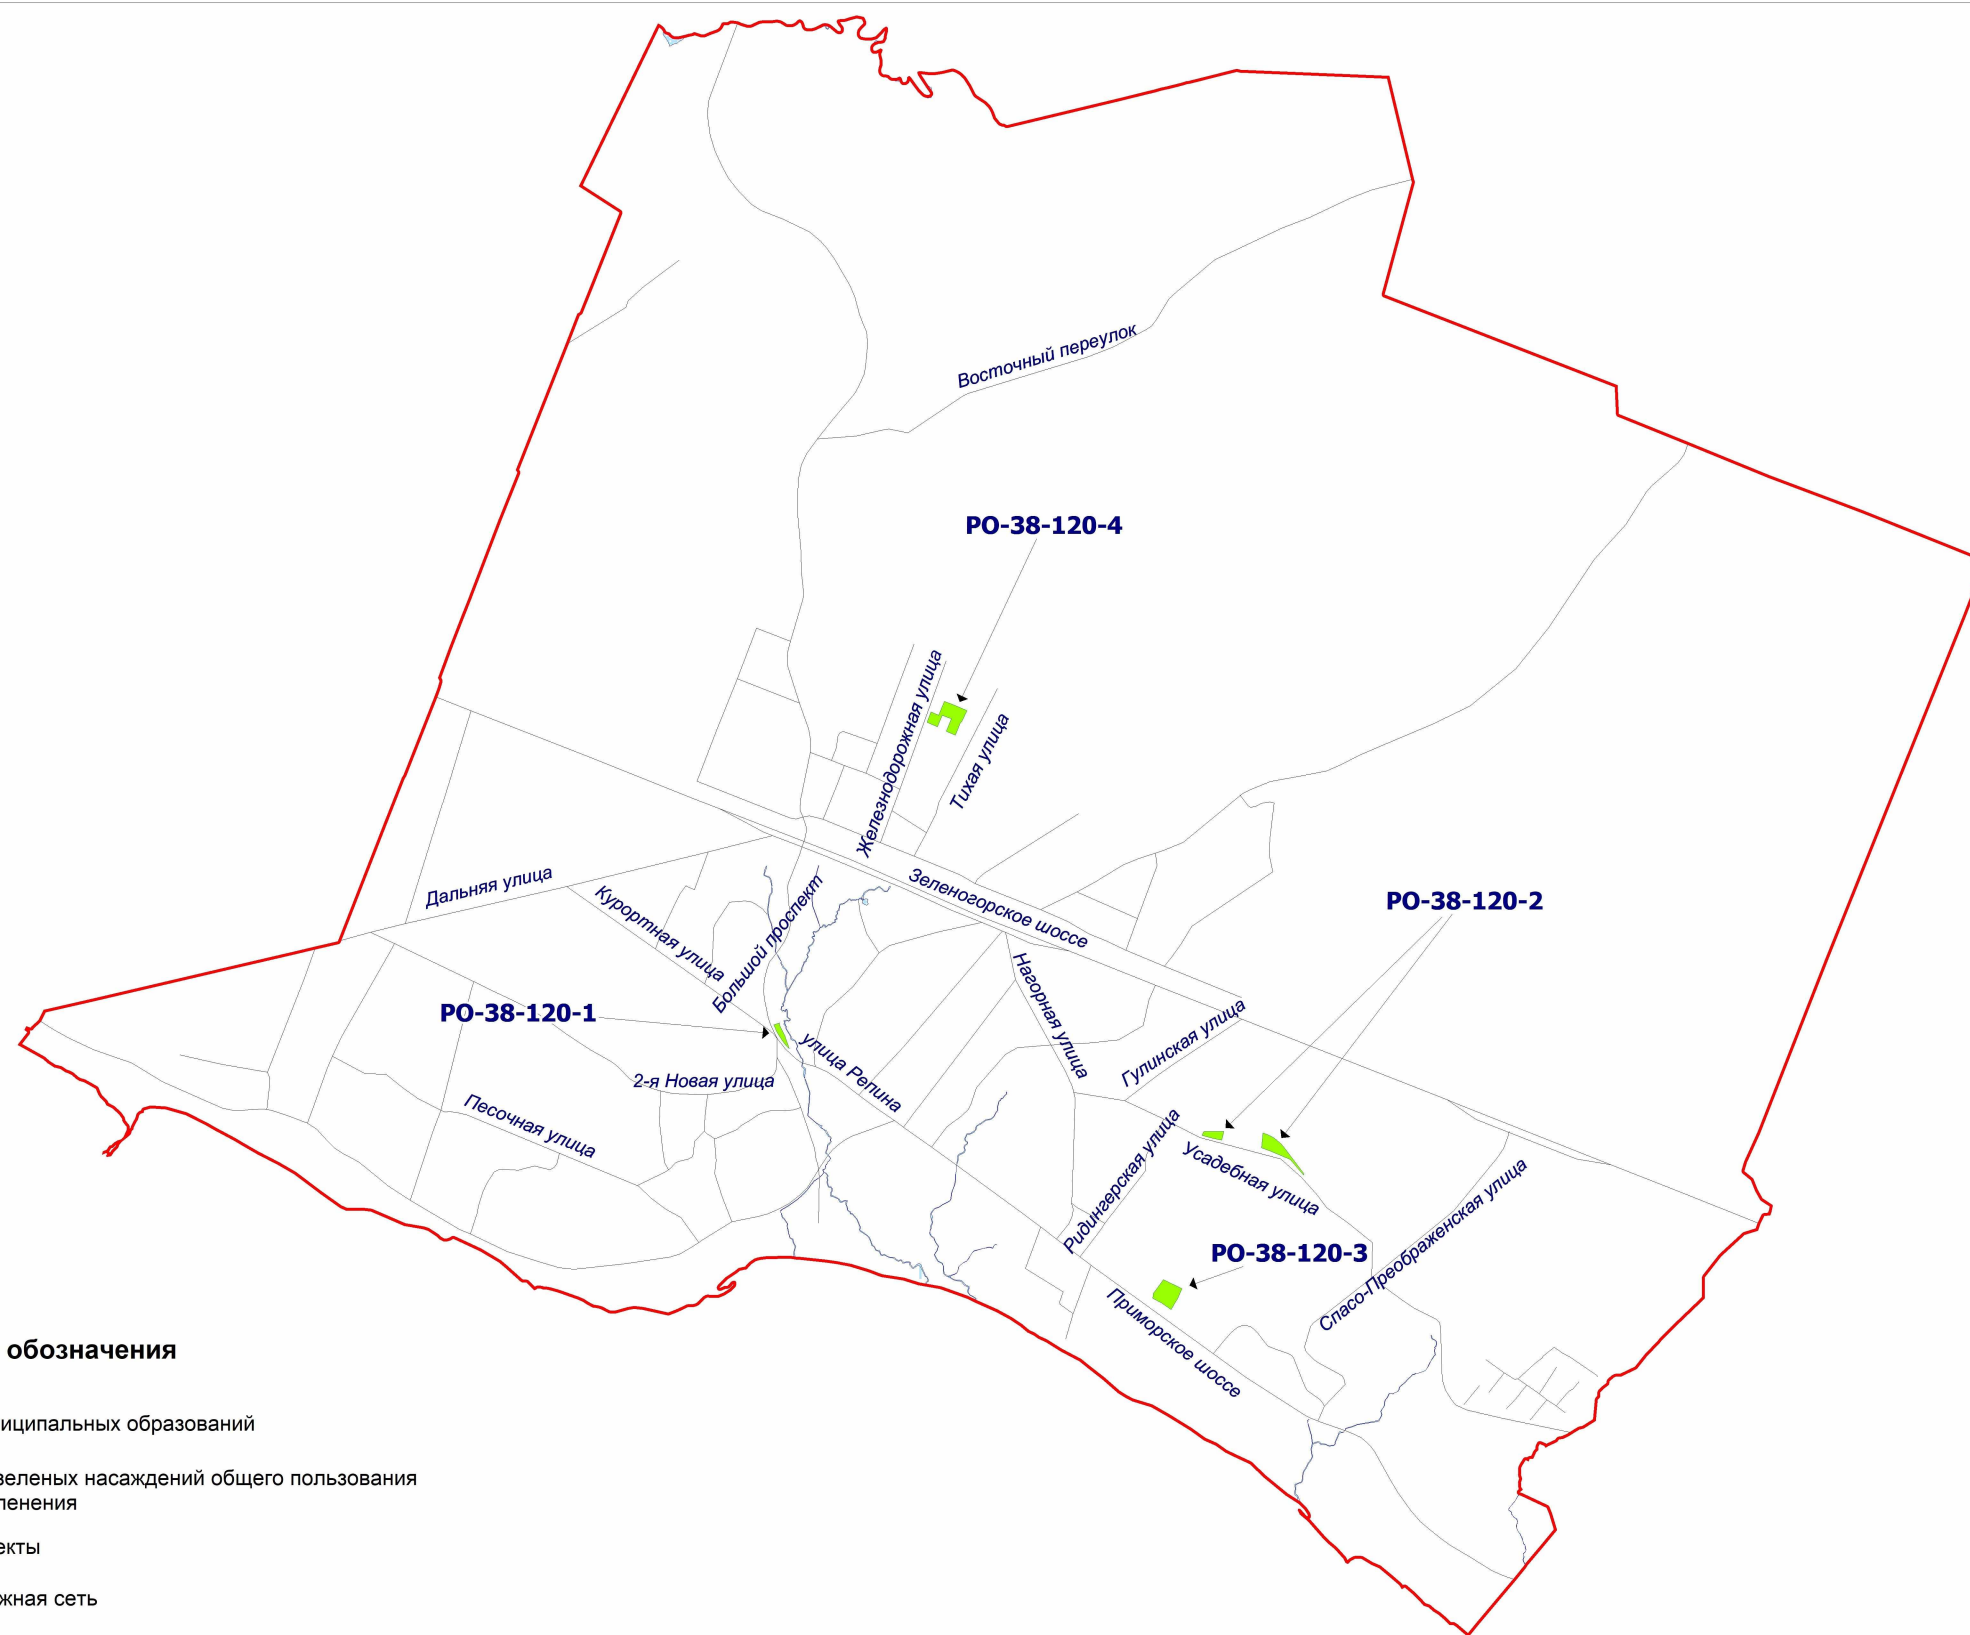 Восточный переулок
РО-38-120-4
Железнодорожная улица
Тихая улица
Дальняя улица
Курортная улица
Большой проспект
Зеленогорское шоссе
РО-38-120-2
Нагорная улица
РО-38-120-1
Гулинская улица
улица Репина
2-я Новая улица
Песочная улица
Ридингерская улица
Усадебная улица
Спасо-Преображенская улица
РО-38-120-3
Приморское шоссе
обозначения
иципальных образований
зеленых насаждений общего пользования
ленения
екты
жная сеть